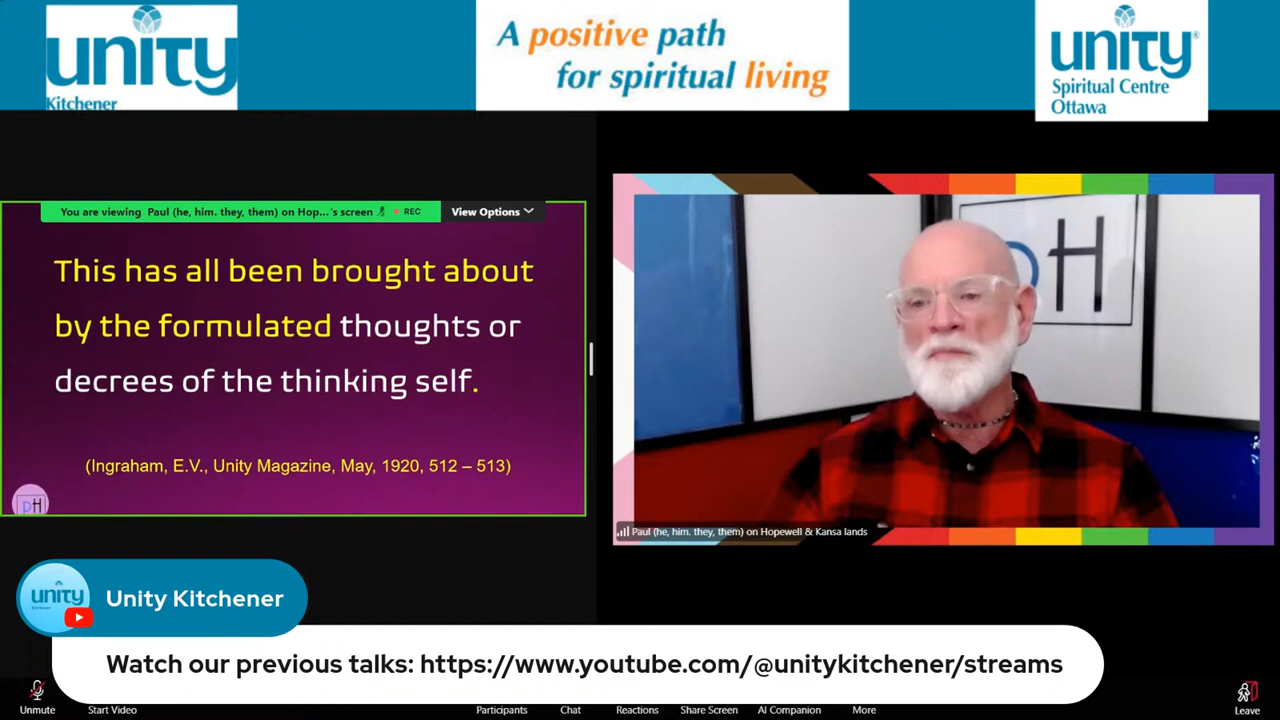 unity
Kitchener
A positive path
for spiritual living
unity®
Spiritual Centre
Ottawa
You are viewing Paul (he, him. they, them) on Hop...'s screen
REC
View Options
This has all been brought about
by the formulated thoughts or
decrees of the thinking self.
(Ingraham, E.V., Unity Magazine, May, 1920, 512 – 513)
pH
pH
Paul (he, him. they, them) on Hopewell & Kansa lands
unity
Unity Kitchener
Watch our previous talks: https://www.youtube.com/@unitykitchener/streams
Unmute
Start Video
Participants
Chat
Reactions
Share Screen
AI Companion
More
Leave